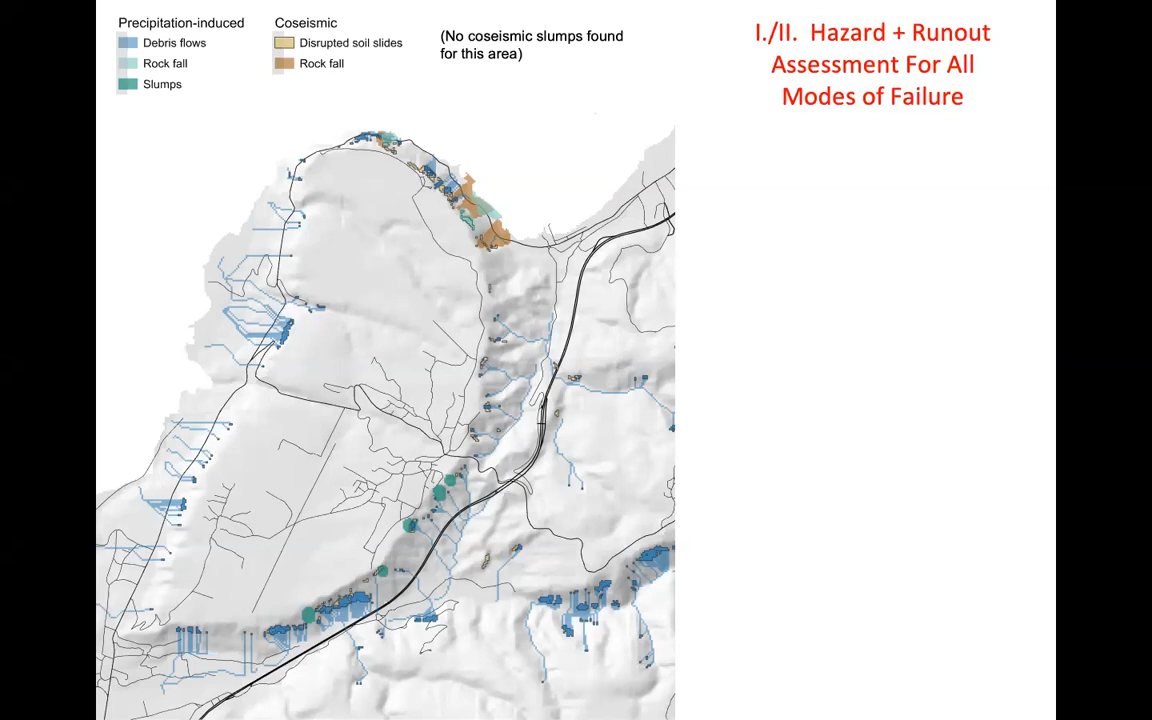 Precipitation-induced
Debris flows
Rock fall
Slumps
Coseismic
Disrupted soil slides
Rock fall
(No coseismic slumps found
for this area)
I./II.  Hazard + Runout
Assessment For All
Modes of Failure